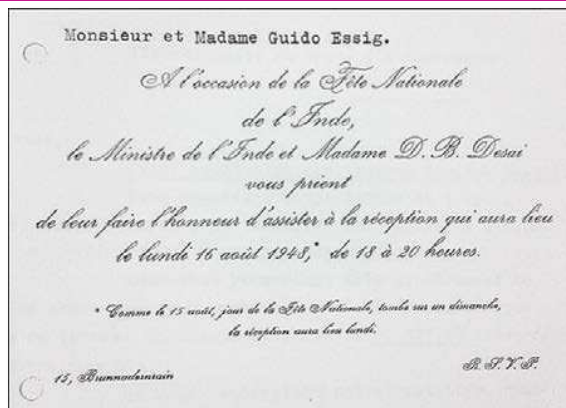 Monsieur et Madame Guido Essig.
A l'occasion de la Fête Nationale
de l'Inde,
le Ministre de l'Inde et Madame D. B. Desai
vous prient
de leur faire l'honneur d'assister à la réception qui aura lieu
le lundi 16 août 1948,* de 18 à 20 heures.
* Comme le 15 août, jour de la Fête Nationale, tombe sur un dimanche,
la réception aura lieu lundi.
15, Brunnadernrain
R. S. V. P.